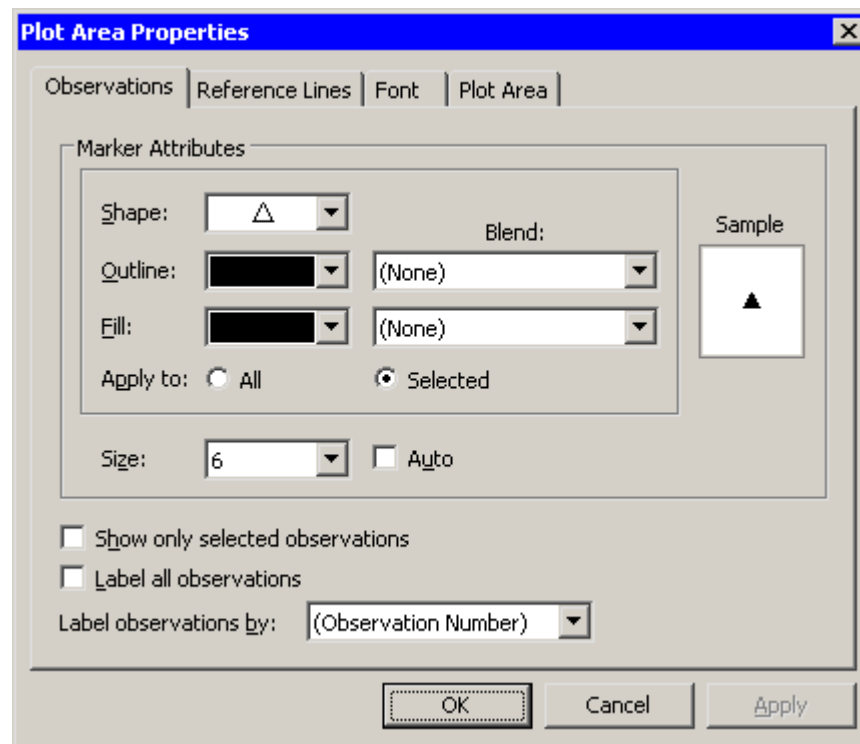 Plot Area Properties
Observations Reference Lines Font Plot Area
Marker Attributes
Shape:
Blend:
Sample
Outline: (None)
Fill: (None)
Apply to: All Selected
Size: 6 Auto
Show only selected observations
Label all observations
Label observations by: (Observation Number)
OK Cancel Apply